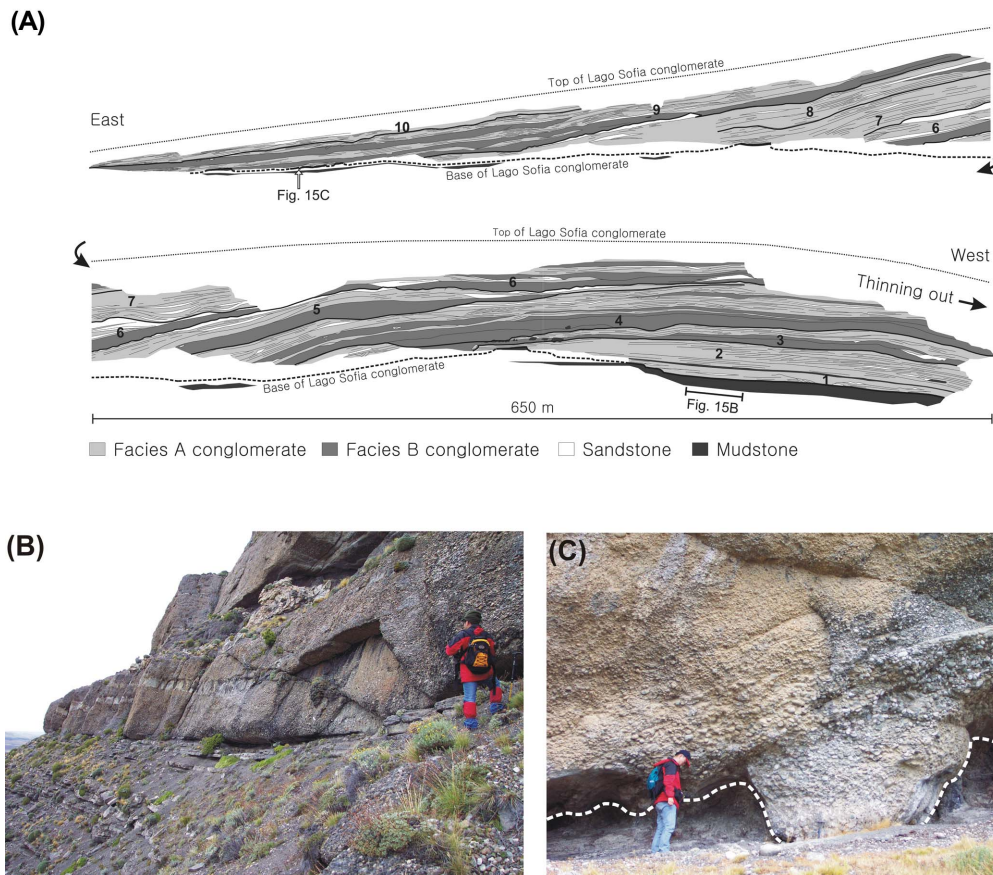 (A)
Top of Lago Sofia conglomerate
East
10
9
8
7
6
Base of Lago Sofia conglomerate
Fig. 15C
Top of Lago Sofia conglomerate
West
Thinning out
7
6
5
6
4
3
2
1
Base of Lago Sofia conglomerate
Fig. 15B
650 m
Facies A conglomerate Facies B conglomerate Sandstone Mudstone
(B)
(C)